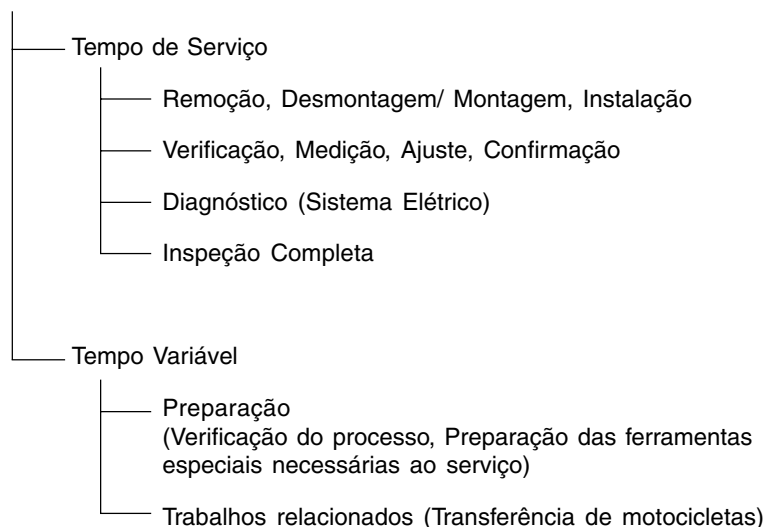 Tempo de Serviço
Remoção, Desmontagem/ Montagem, Instalação
Verificação, Medição, Ajuste, Confirmação
Diagnóstico (Sistema Elétrico)
Inspeção Completa
Tempo Variável
Preparação
(Verificação do processo, Preparação das ferramentas
especiais necessárias ao serviço)
Trabalhos relacionados (Transferência de motocicletas)